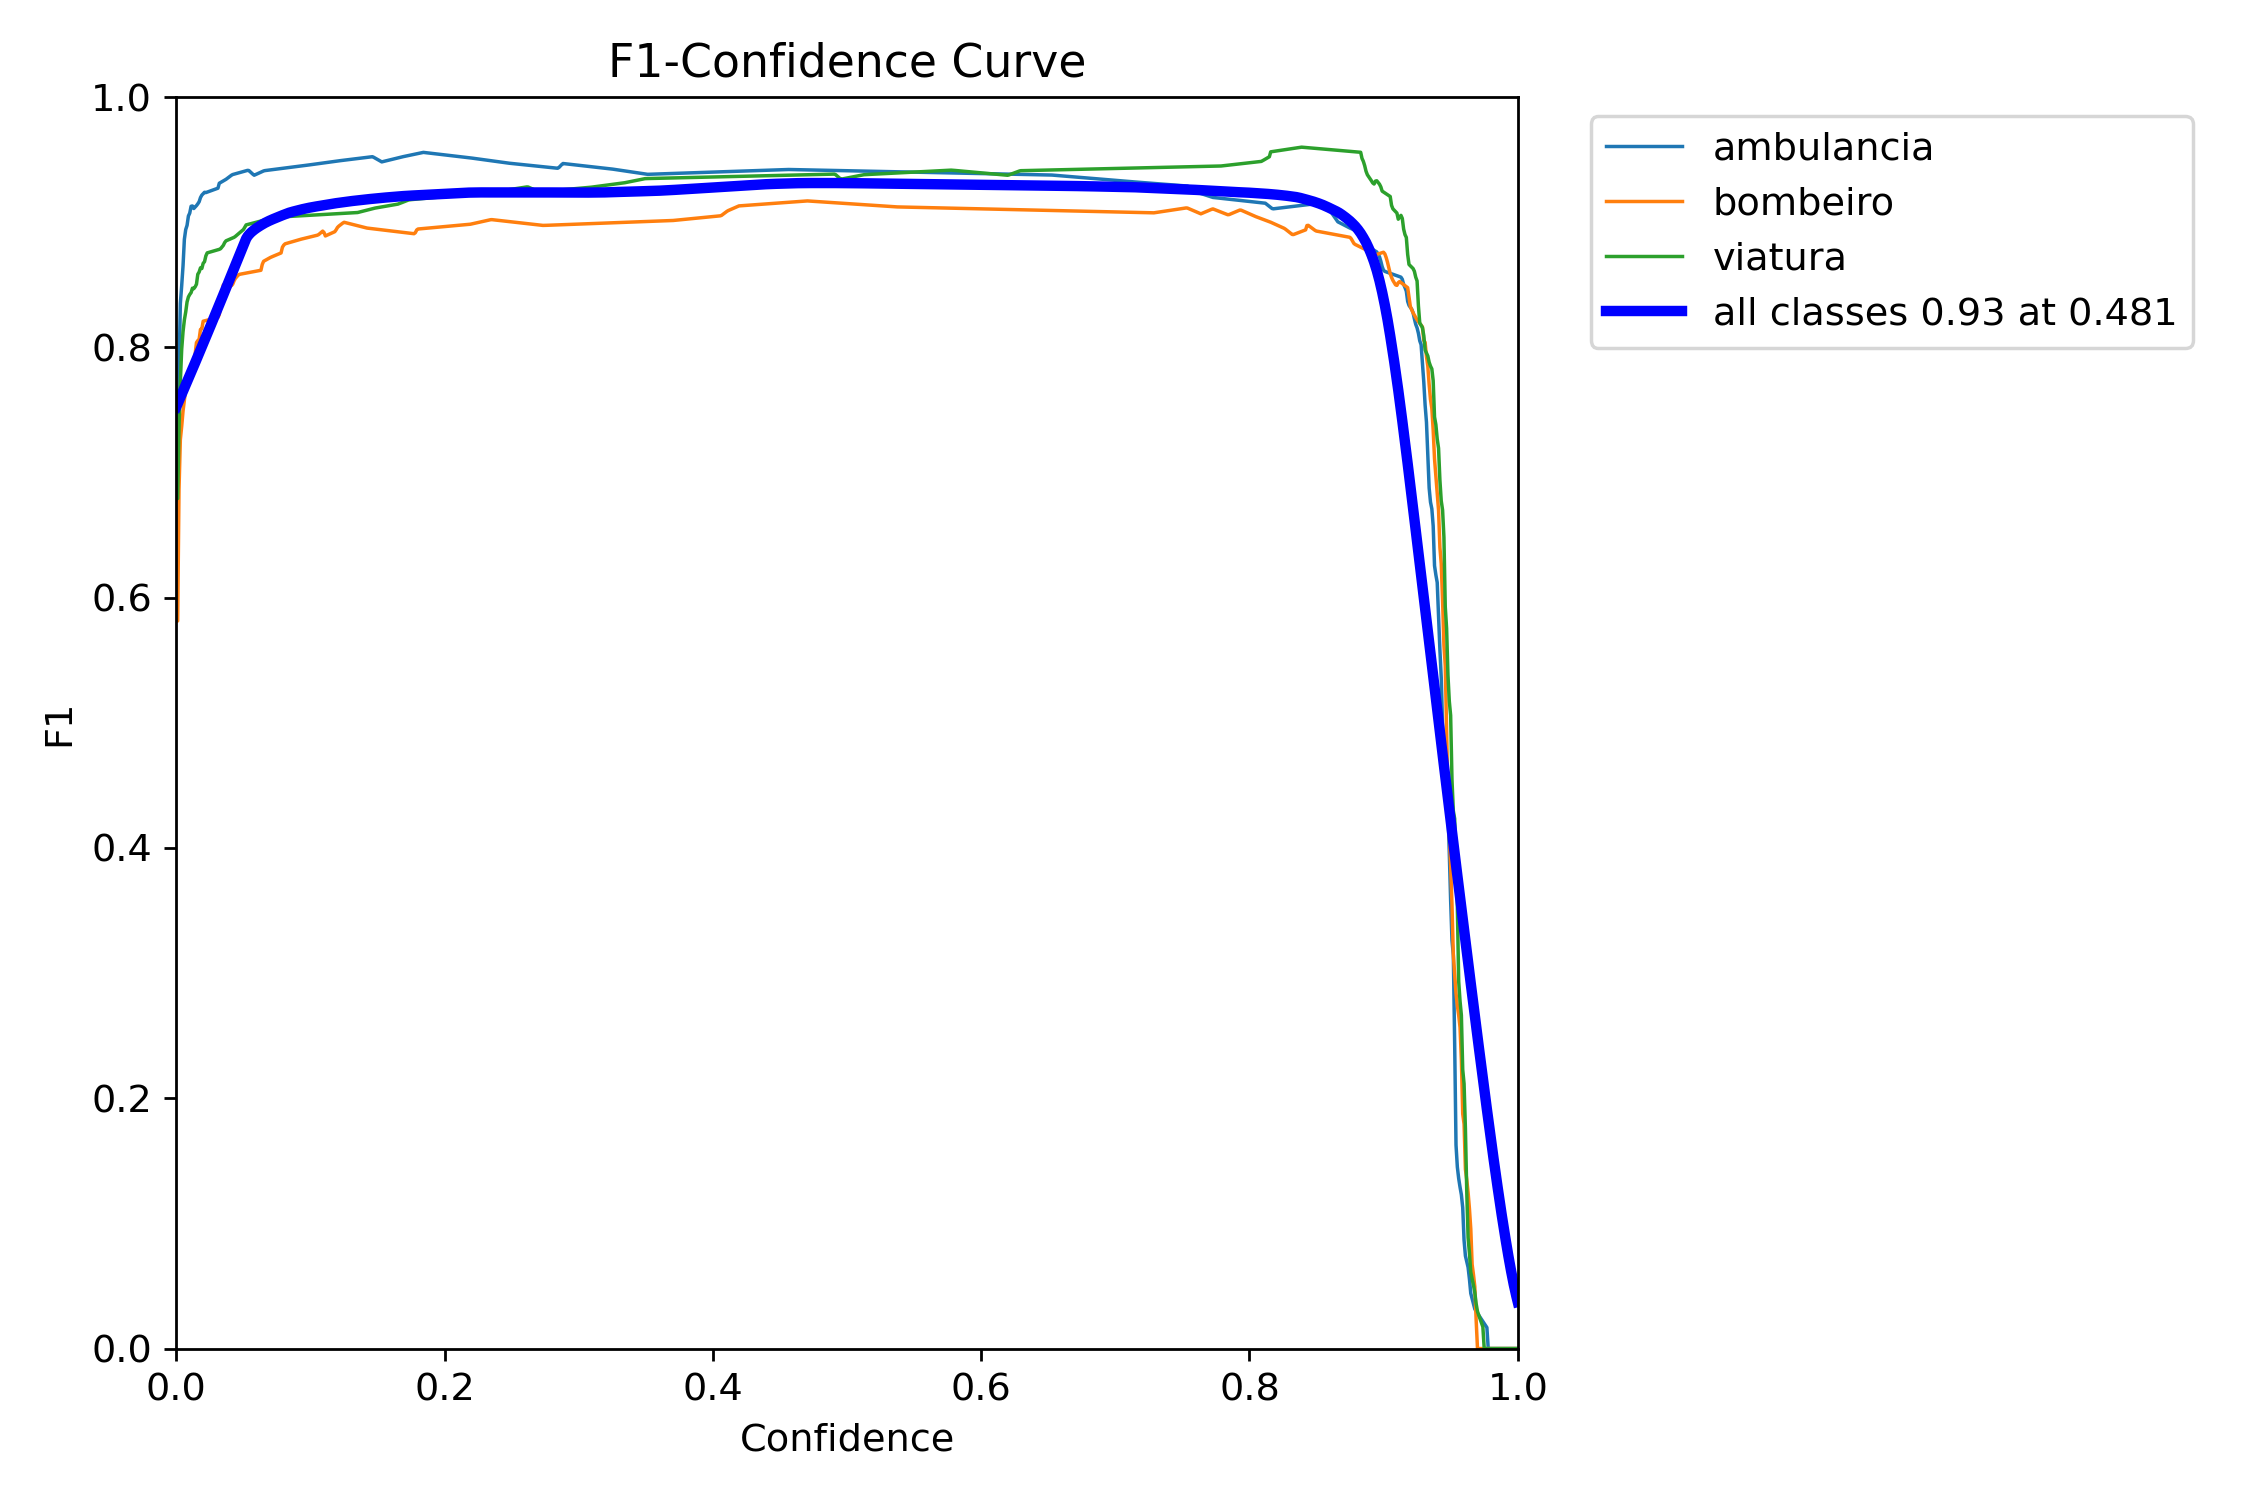 F1-Confidence Curve
1.0
0.8
0.6
0.4
0.2
0.0
F1
0.0 0.2 0.4 0.6 0.8 1.0
Confidence
ambulancia
bombeiro
viatura
all classes 0.93 at 0.481